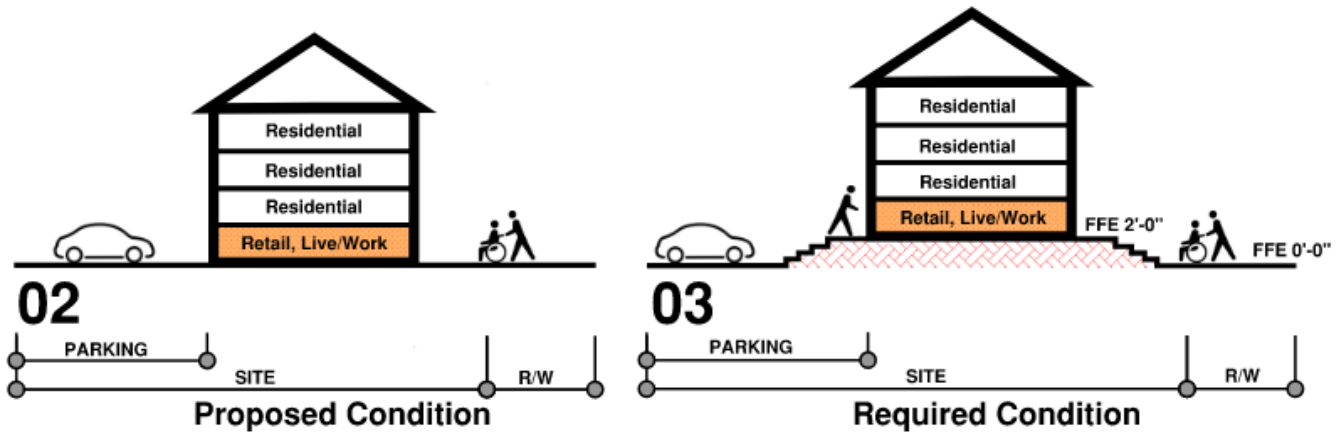 Residential
Residential
Residential
Retail, Live/Work
02
PARKING
SITE
R/W
Proposed Condition
Residential
Residential
Residential
Retail, Live/Work
FFE 2'-0"
FFE 0'-0"
03
PARKING
SITE
R/W
Required Condition